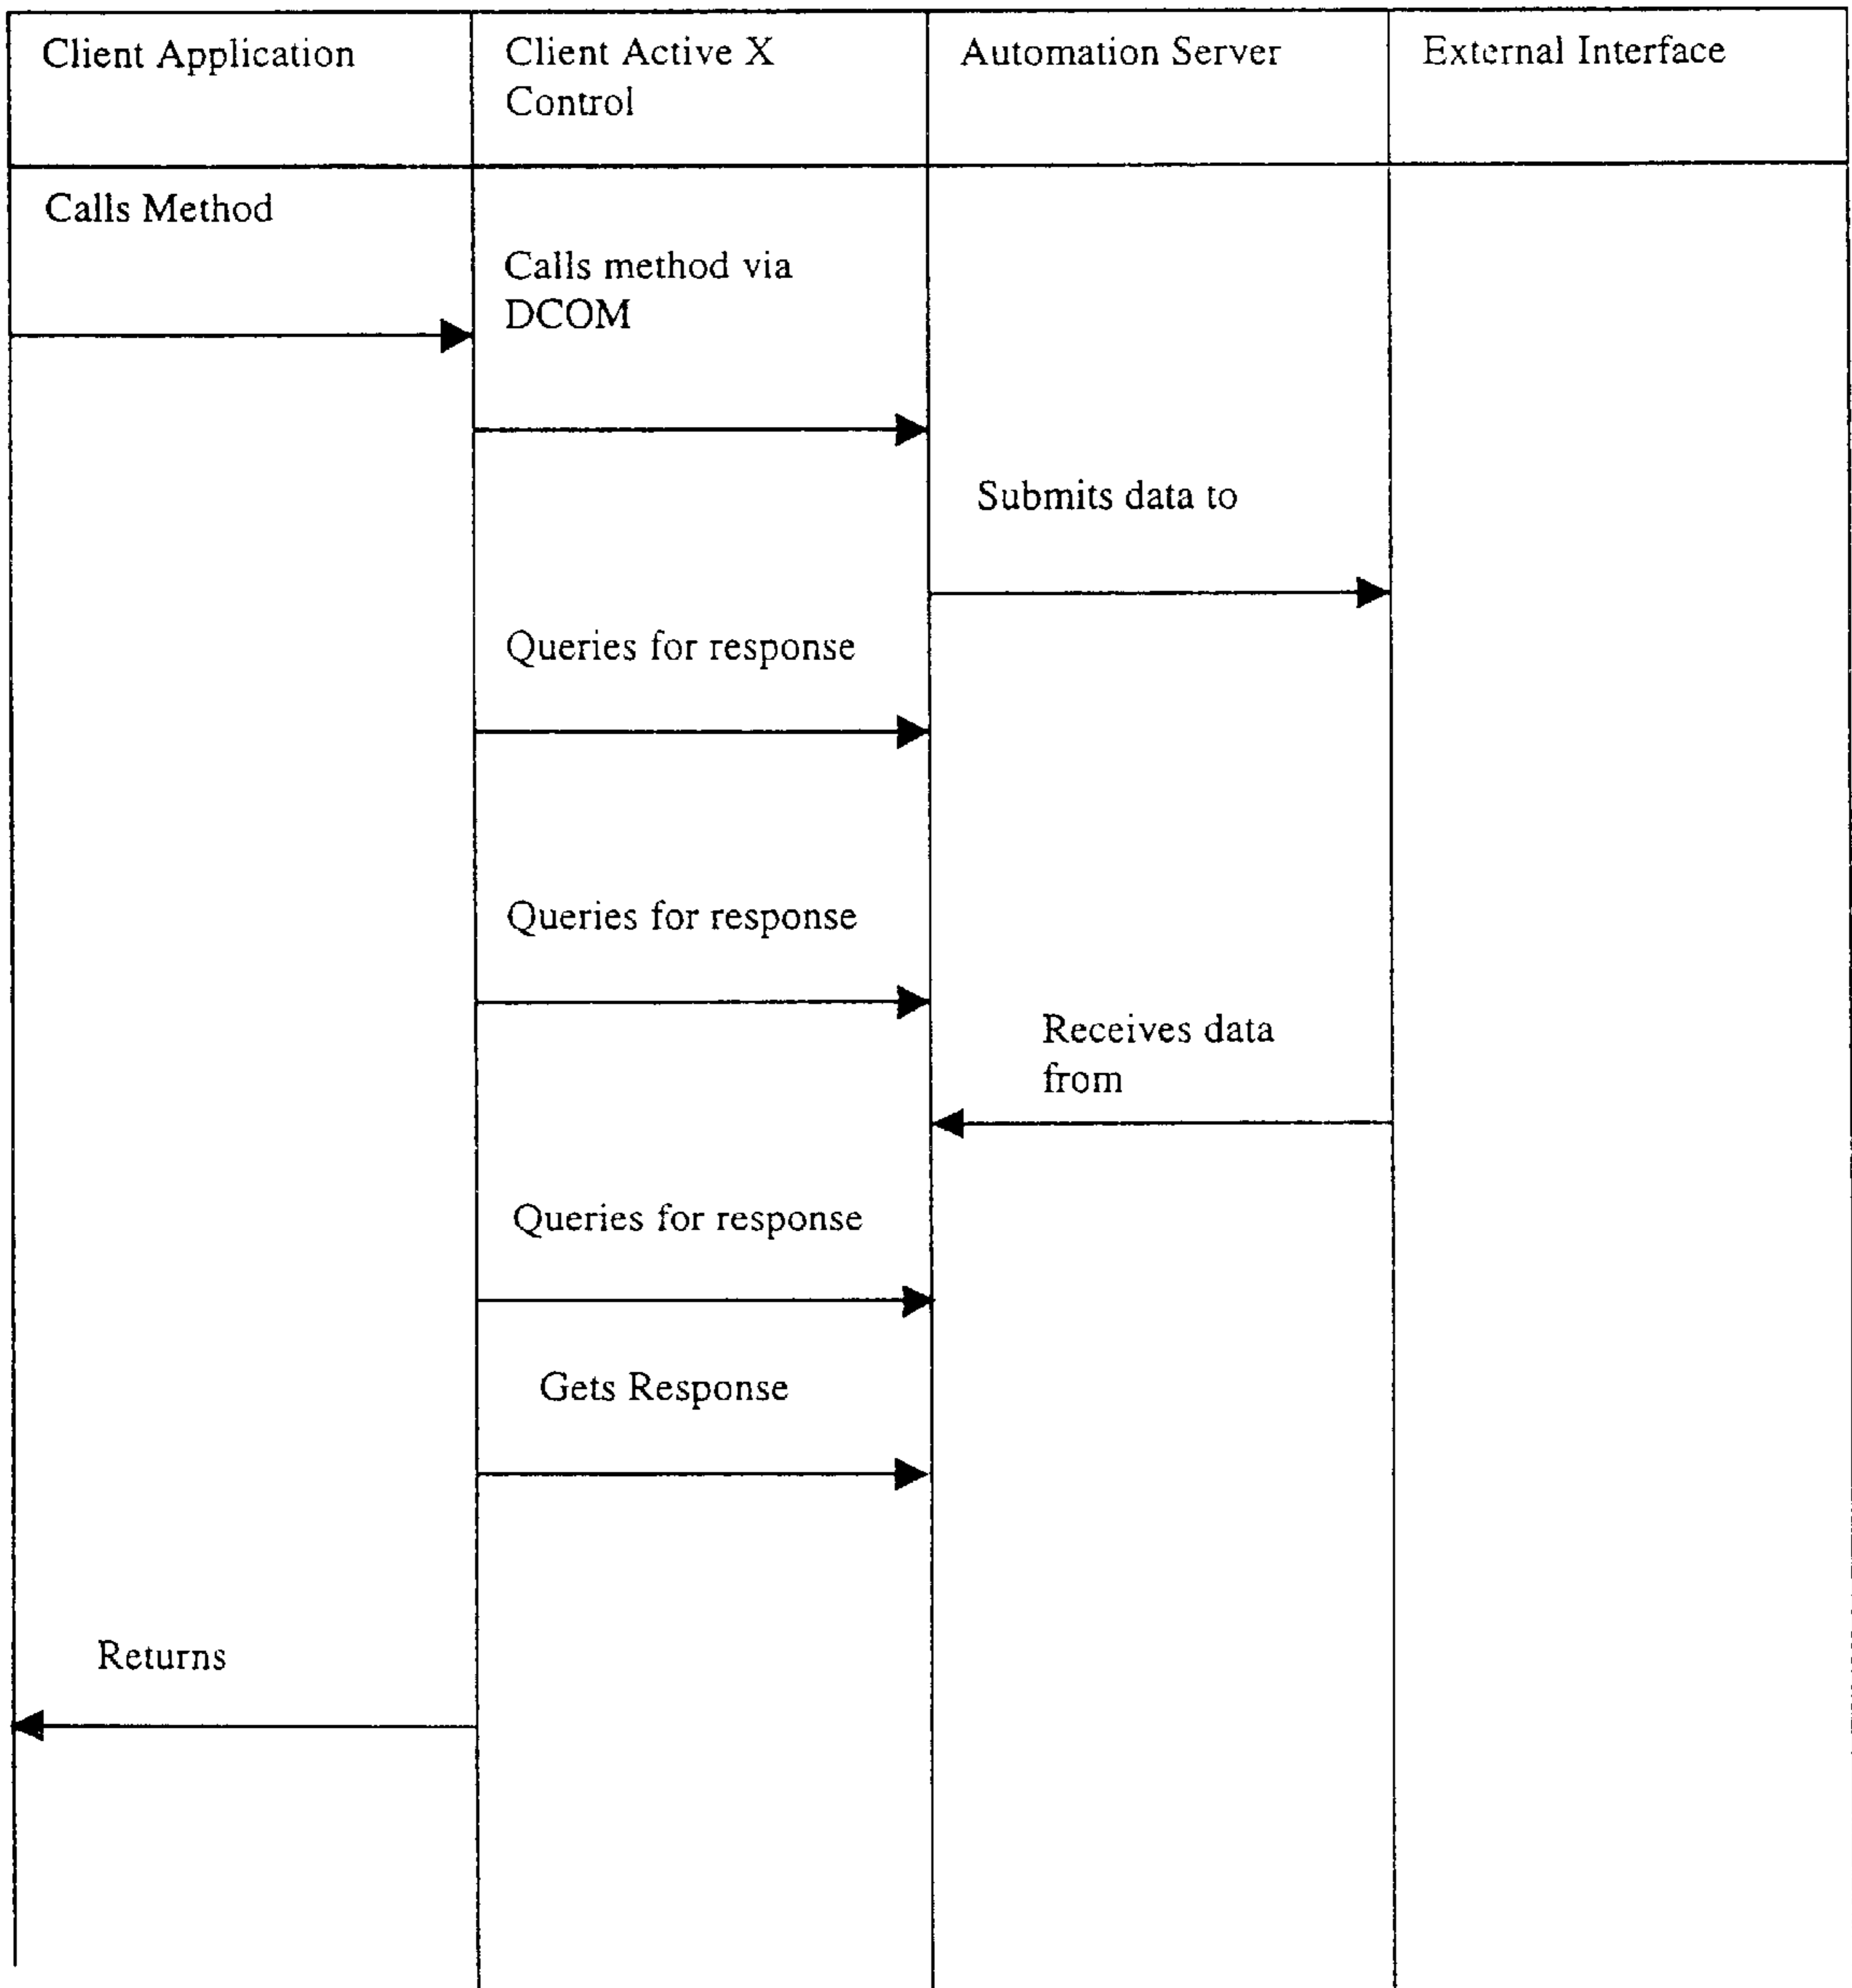 Client Application
Client Active X
Control
Automation Server
External Interface
Calls Method
Calls method via
DCOM
Submits data to
Queries for response
Queries for response
Receives data
from
Queries for response
Gets Response
Returns